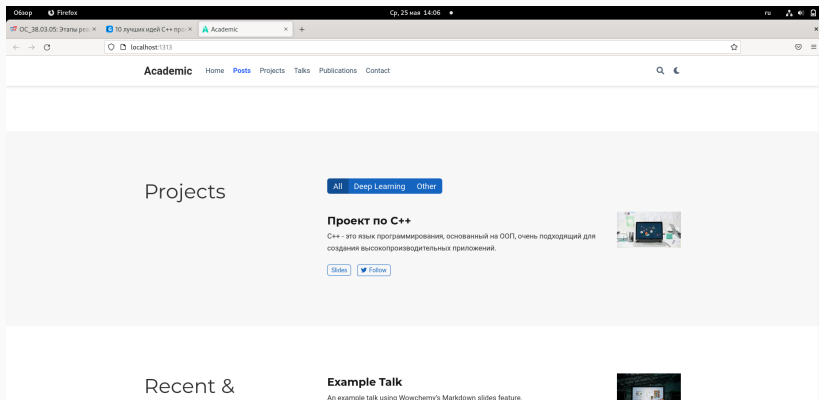 Обзор Firefox Ср, 25 мая 14:06 ru
ОС_38.03.05: Этапы реа 10 лучших идей C++ про Academic
localhost:1313
Academic Home Posts Projects Talks Publications Contact
Projects
All Deep Learning Other
Проект по C++
C++ - это язык программирования, основанный на ООП, очень подходящий для
создания высокопроизводительных приложений.
Slides Follow
Recent &
Example Talk
An example talk using Wowchemy's Markdown slides feature.